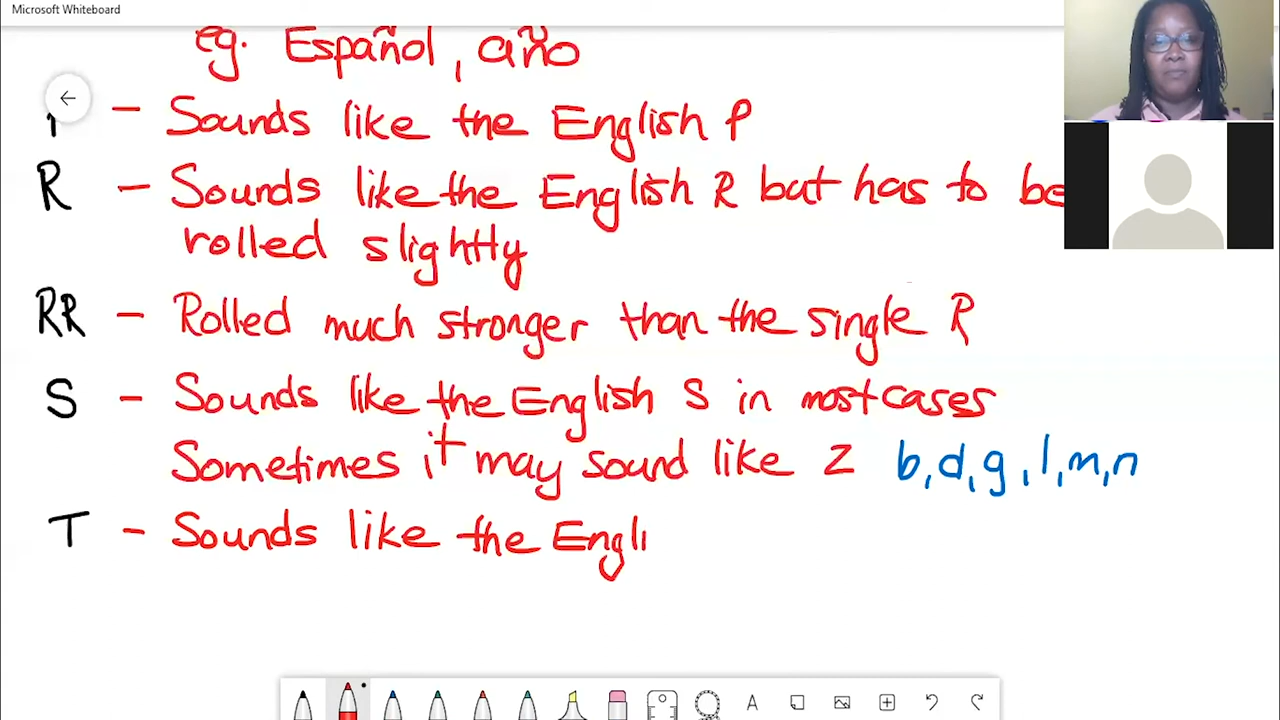 Microsoft Whiteboard
eg. Español, año
- Sounds like the English P
R - Sounds like the English R but has to be
rolled slightly
RR - Rolled much stronger than the single R
S - Sounds like the English S in most cases
Sometimes it may sound like Z b, d, g, l, m, n
T - Sounds like the Engli
A